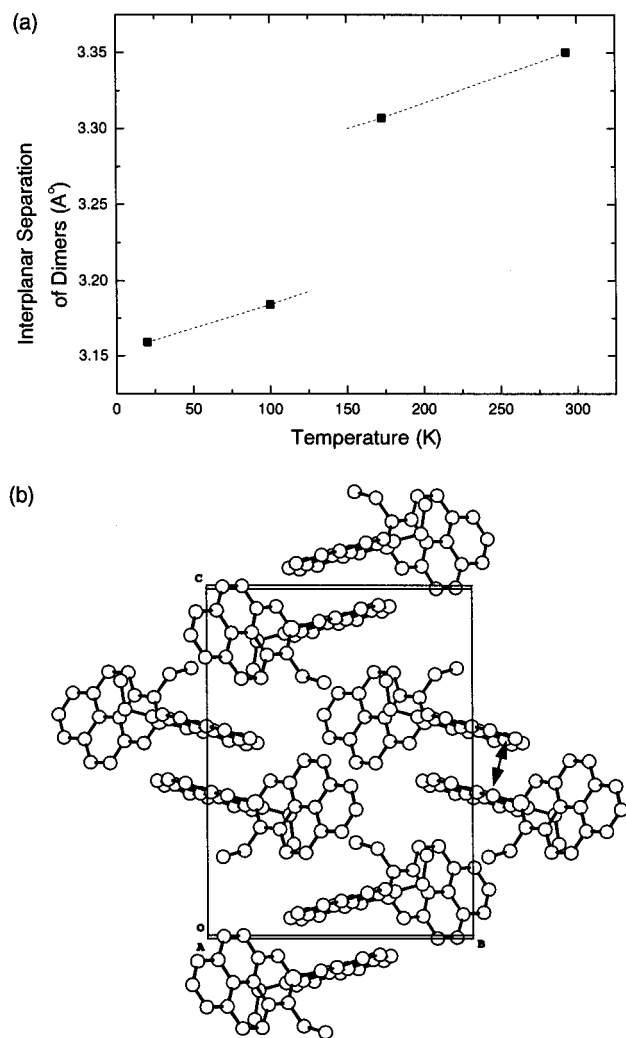 (a)
3.35
3.30
3.25
3.20
3.15
Interplanar Separation
of Dimers (A°)
0 50 100 150 200 250 300
Temperature (K)
(b)
C
O
A
B